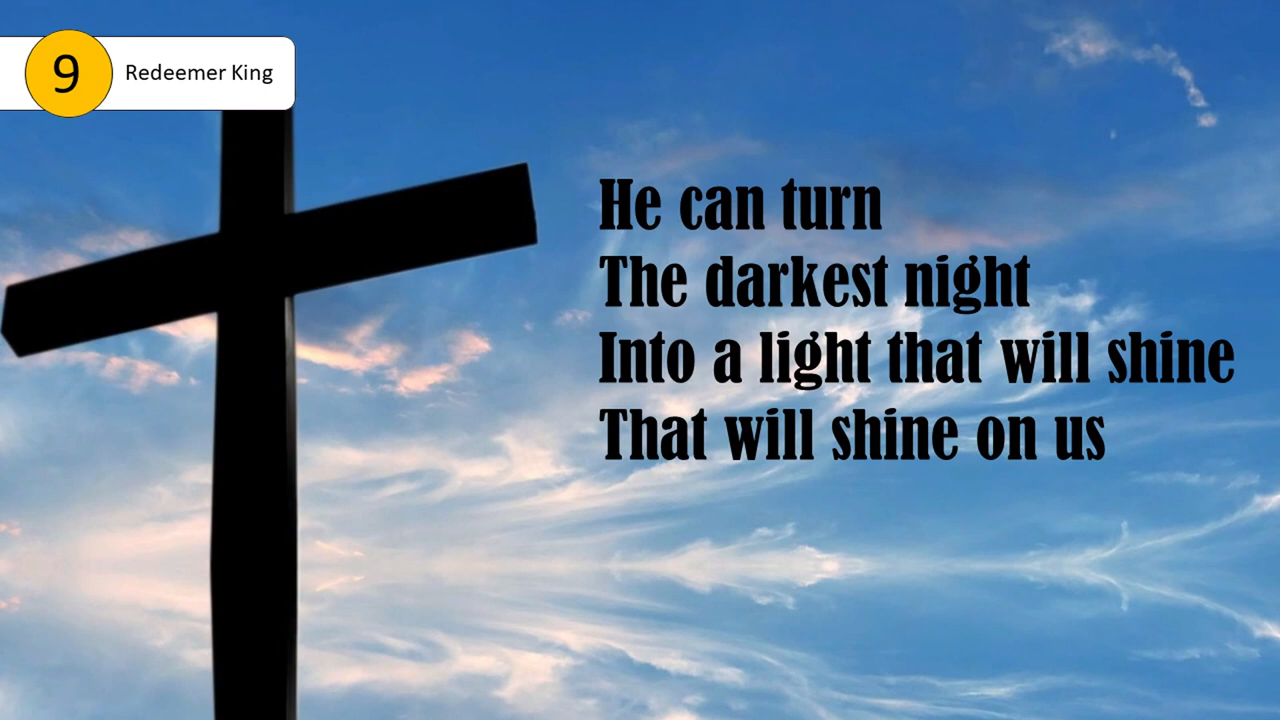 9
Redeemer King
He can turn
The darkest night
Into a light that will shine
That will shine on us